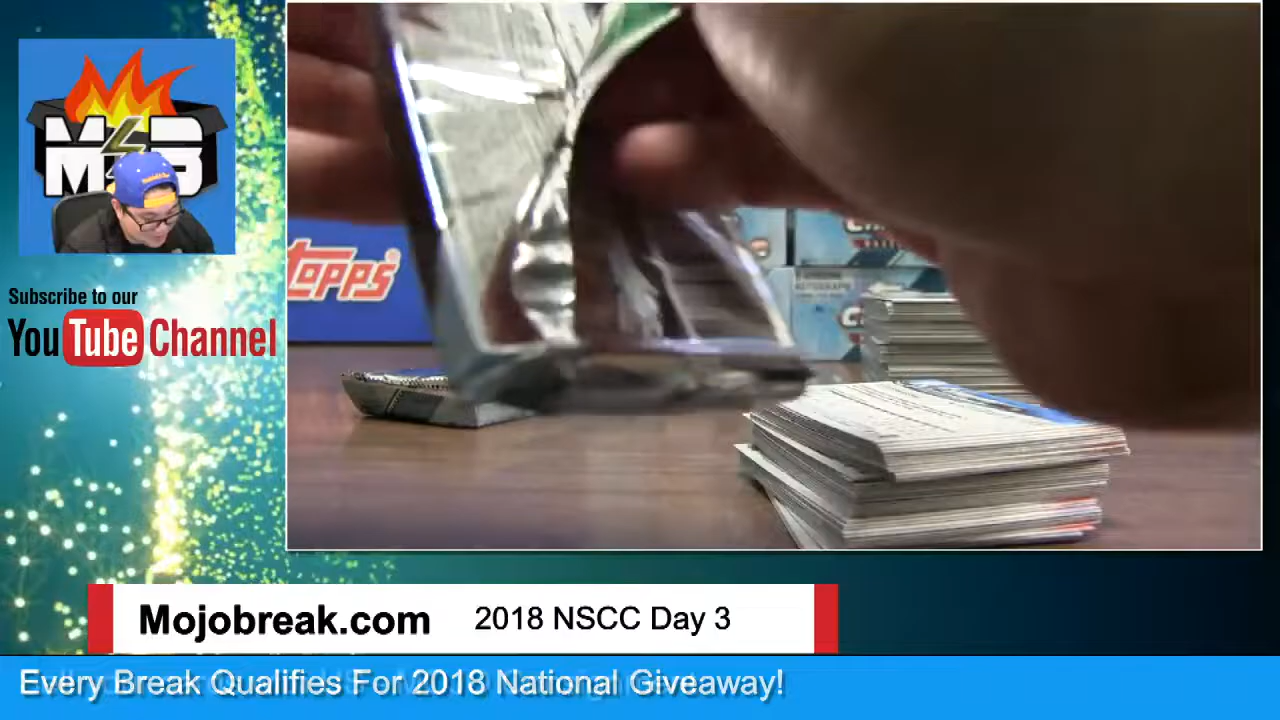 Subscribe to our
YouTube Channel
Topps
AUTOGRAPH
Mojobreak.com
2018 NSCC Day 3
Every Break Qualifies For 2018 National Giveaway!